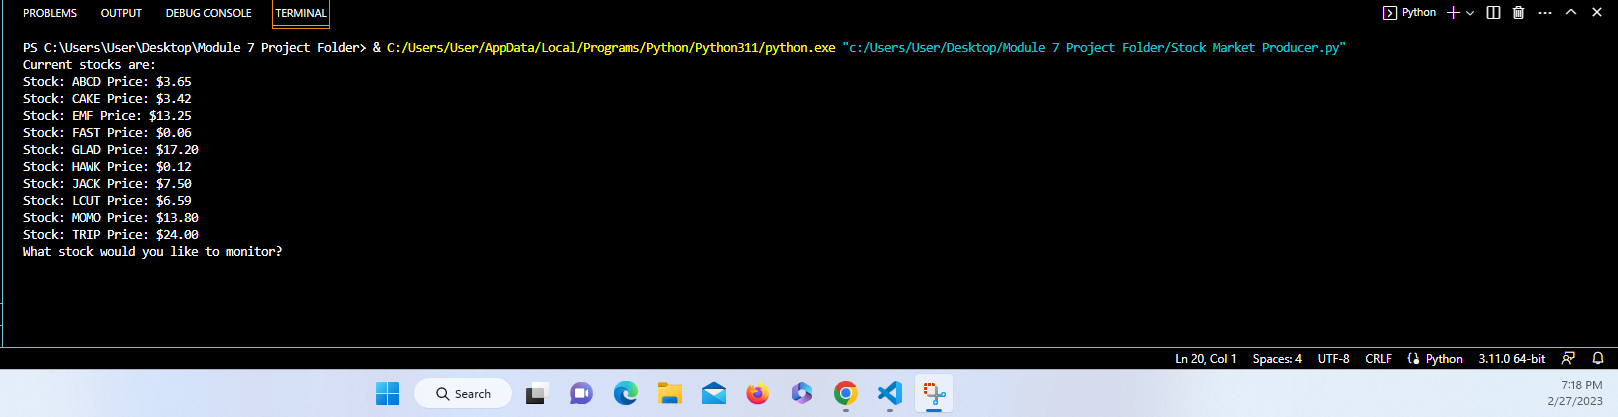 PROBLEMS OUTPUT DEBUG CONSOLE TERMINAL Python
PS C:\Users\User\Desktop\Module 7 Project Folder> & C:/Users/User/AppData/Local/Programs/Python/Python311/python.exe "c:/Users/User/Desktop/Module 7 Project Folder/Stock Market Producer.py"
Current stocks are:
Stock: ABCD Price: $3.65
Stock: CAKE Price: $3.42
Stock: EMF Price: $13.25
Stock: FAST Price: $0.06
Stock: GLAD Price: $17.20
Stock: HAWK Price: $0.12
Stock: JACK Price: $7.50
Stock: LCUT Price: $6.59
Stock: MOMO Price: $13.80
Stock: TRIP Price: $24.00
What stock would you like to monitor?
Ln 20, Col 1 Spaces: 4 UTF-8 CRLF Python 3.11.0 64-bit
Search
7:18 PM
2/27/2023